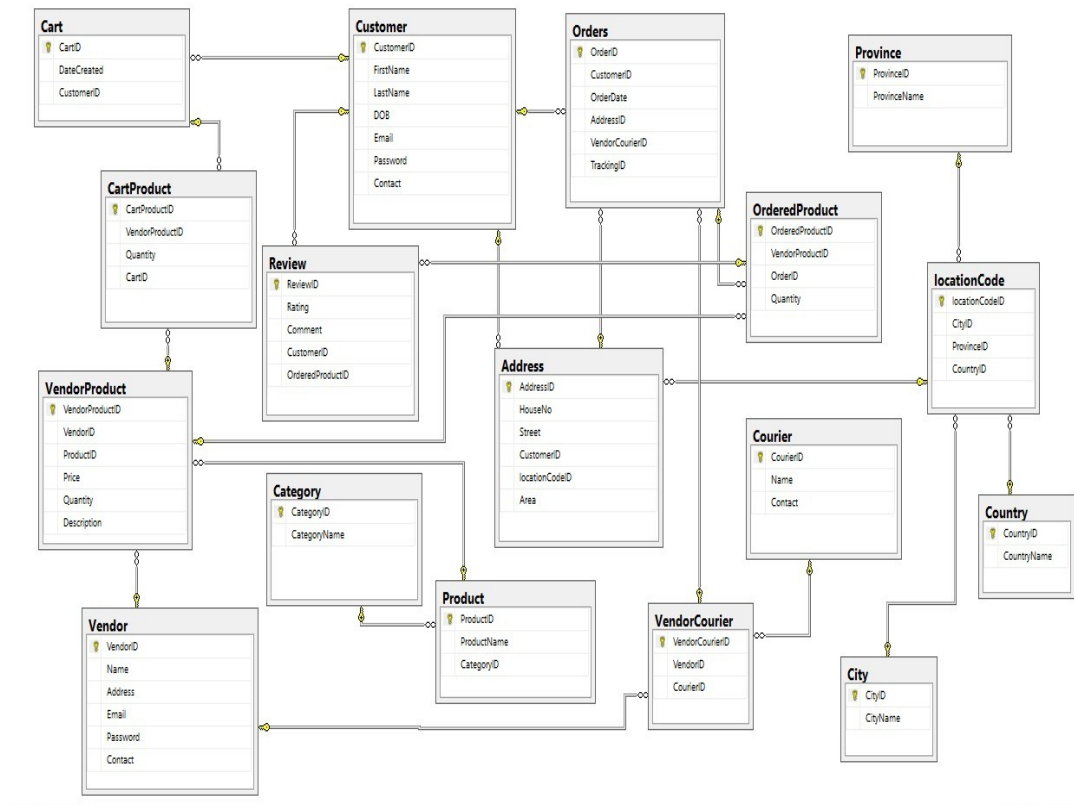 Cart
CartID
DateCreated
CustomerID
Customer
CustomerID
FirstName
LastName
DOB
Email
Password
Contact
Orders
OrderID
CustomerID
OrderDate
AddressID
VendorCourierID
TrackingID
Province
ProvinceID
ProvinceName
CartProduct
CartProductID
VendorProductID
Quantity
CartID
OrderedProduct
OrderedProductID
VendorProductID
OrderID
Quantity
Review
ReviewID
Rating
Comment
CustomerID
OrderedProductID
locationCode
locationCodeID
CityID
ProvinceID
CountryID
Address
AddressID
HouseNo
Street
CustomerID
locationCodeID
Area
VendorProduct
VendorProductID
VendorID
ProductID
Price
Quantity
Description
Courier
CourierID
Name
Contact
Category
CategoryID
CategoryName
Country
CountryID
CountryName
Product
ProductID
ProductName
CategoryID
VendorCourier
VendorCourierID
VendorID
CourierID
Vendor
VendorID
Name
Address
Email
Password
Contact
City
CityID
CityName